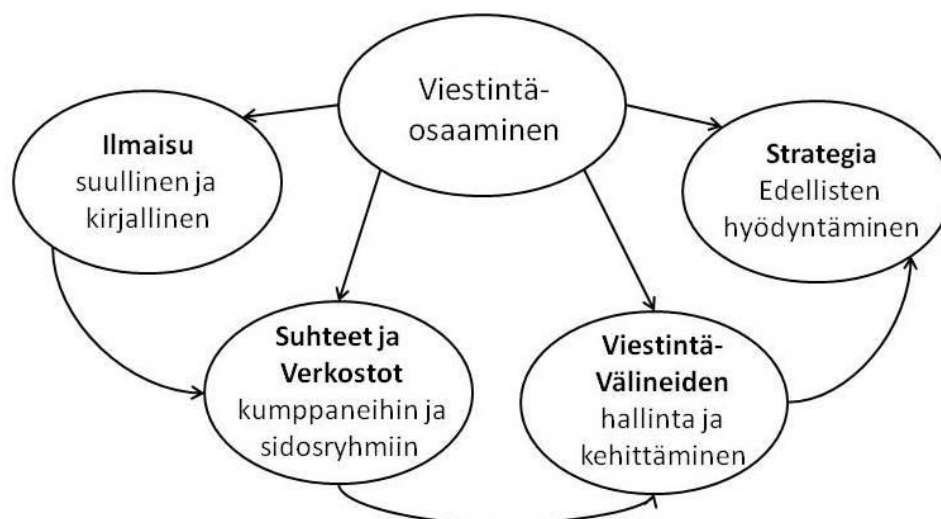 Viestintä-
osaaminen
Ilmaisu
suullinen ja
kirjallinen
Strategia
Edellisten
hyödyntäminen
Suhteet ja
Verkostot
kumppaneihin ja
sidosryhmiin
Viestintä-
Välineiden
hallinta ja
kehittäminen